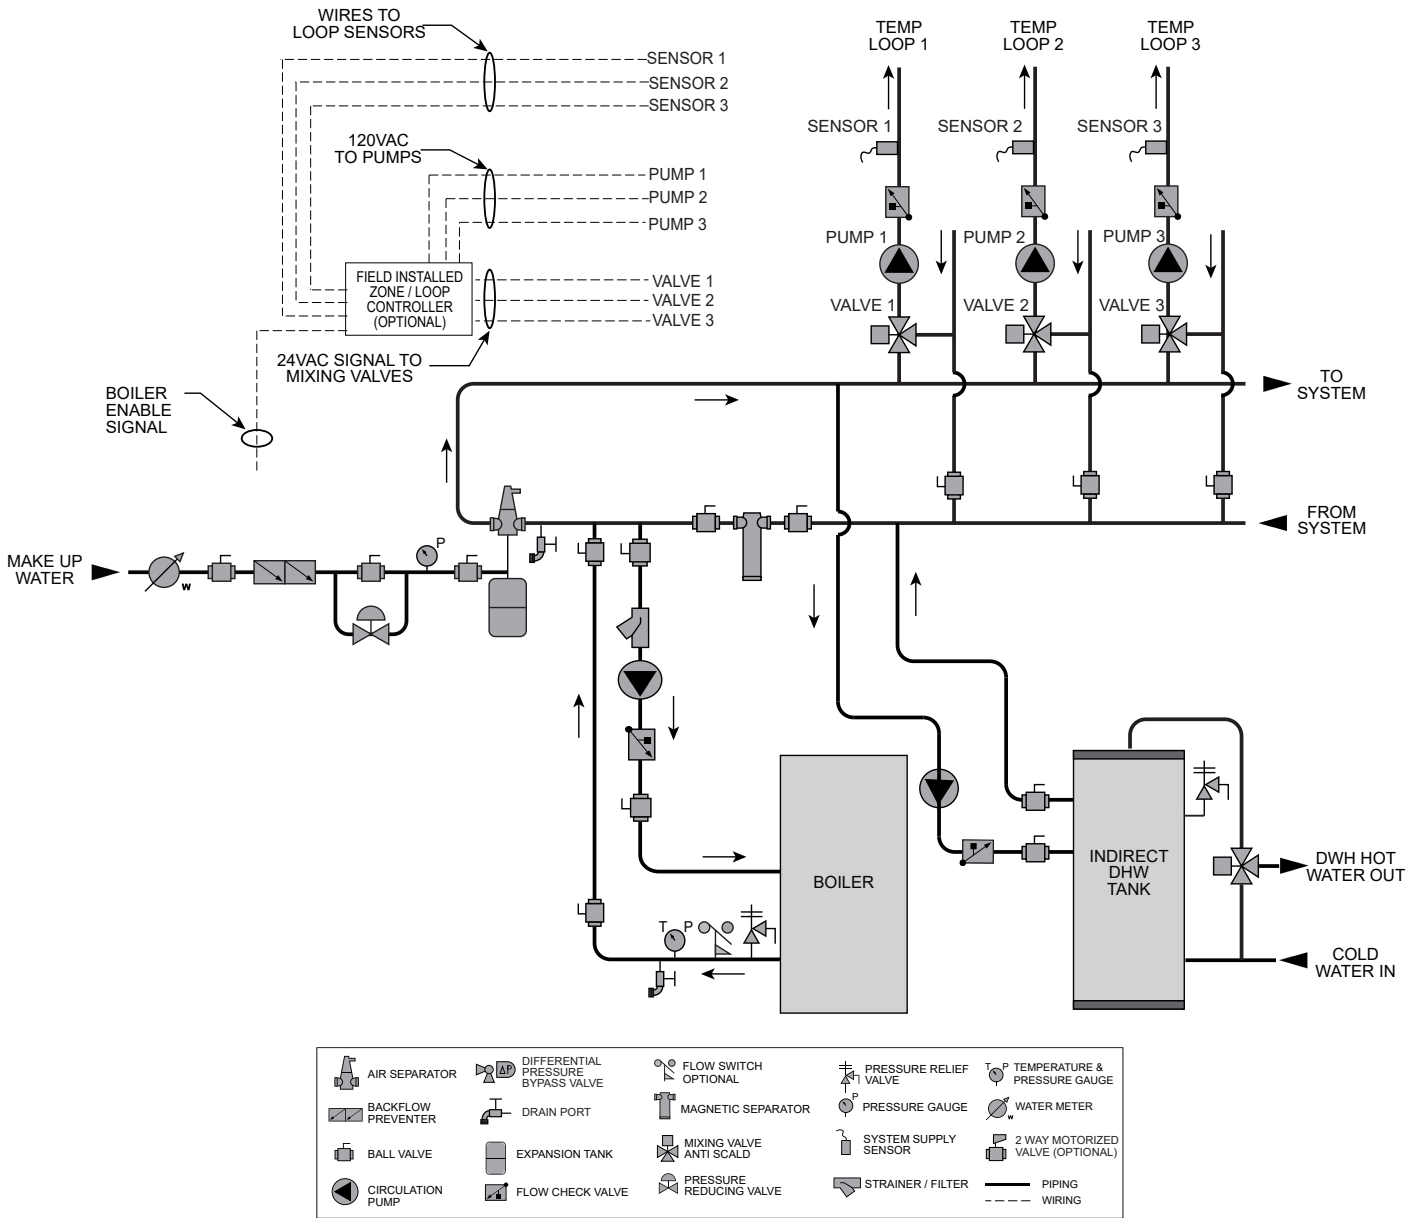 WIRES TO
LOOP SENSORS
SENSOR 1
SENSOR 2
SENSOR 3
120VAC
TO PUMPS
PUMP 1
PUMP 2
PUMP 3
FIELD INSTALLED
ZONE / LOOP
CONTROLLER
(OPTIONAL)
VALVE 1
VALVE 2
VALVE 3
24VAC SIGNAL TO
MIXING VALVES
BOILER
ENABLE
SIGNAL
TEMP
LOOP 1
TEMP
LOOP 2
TEMP
LOOP 3
SENSOR 1
SENSOR 2
SENSOR 3
PUMP 1
PUMP 2
PUMP 3
VALVE 1
VALVE 2
VALVE 3
TO
SYSTEM
FROM
SYSTEM
MAKE UP
WATER
w
P
BOILER
T
P
INDIRECT
DHW
TANK
DWH HOT
WATER OUT
COLD
WATER IN
AIR SEPARATOR
BACKFLOW
PREVENTER
BALL VALVE
CIRCULATION
PUMP
ΔP
DIFFERENTIAL
PRESSURE
BYPASS VALVE
DRAIN PORT
EXPANSION TANK
FLOW CHECK VALVE
FLOW SWITCH
OPTIONAL
MAGNETIC SEPARATOR
MIXING VALVE
ANTI SCALD
PRESSURE
REDUCING VALVE
PRESSURE RELIEF
VALVE
P
PRESSURE GAUGE
SYSTEM SUPPLY
SENSOR
STRAINER / FILTER
T
P
TEMPERATURE &
PRESSURE GAUGE
w
WATER METER
2 WAY MOTORIZED
VALVE (OPTIONAL)
PIPING
WIRING